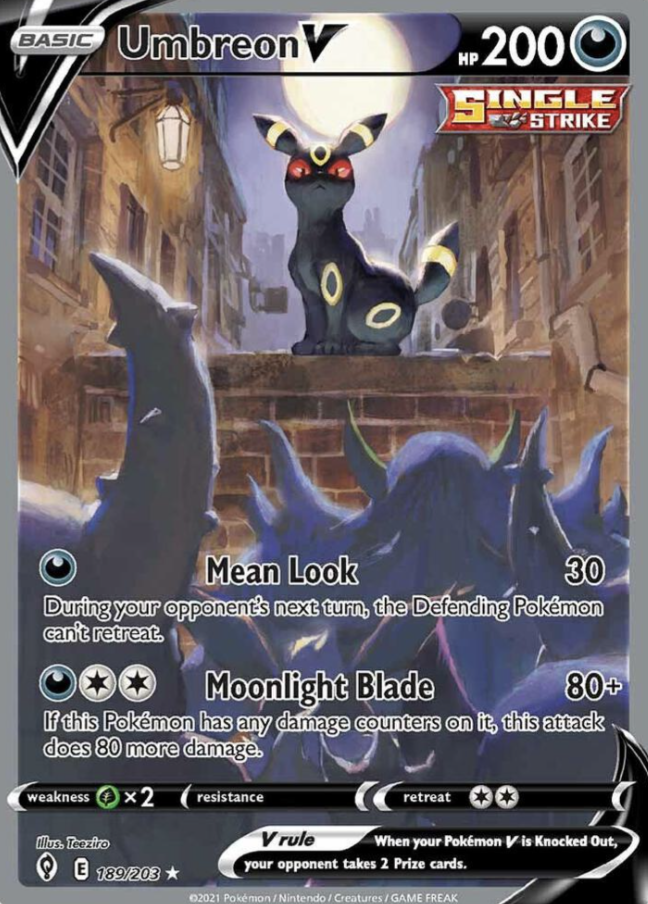 BASIC Umbreon V HP 200
SINGLE
STRIKE
Mean Look 30
During your opponent's next turn, the Defending Pokémon
can't retreat.
Moonlight Blade 80+
If this Pokémon has any damage counters on it, this attack
does 80 more damage.
weakness ×2 resistance retreat
Illus. Teeziro
V rule When your Pokémon V is Knocked Out,
your opponent takes 2 Prize cards.
E 189/203 ★
©2021 Pokémon / Nintendo / Creatures / GAME FREAK